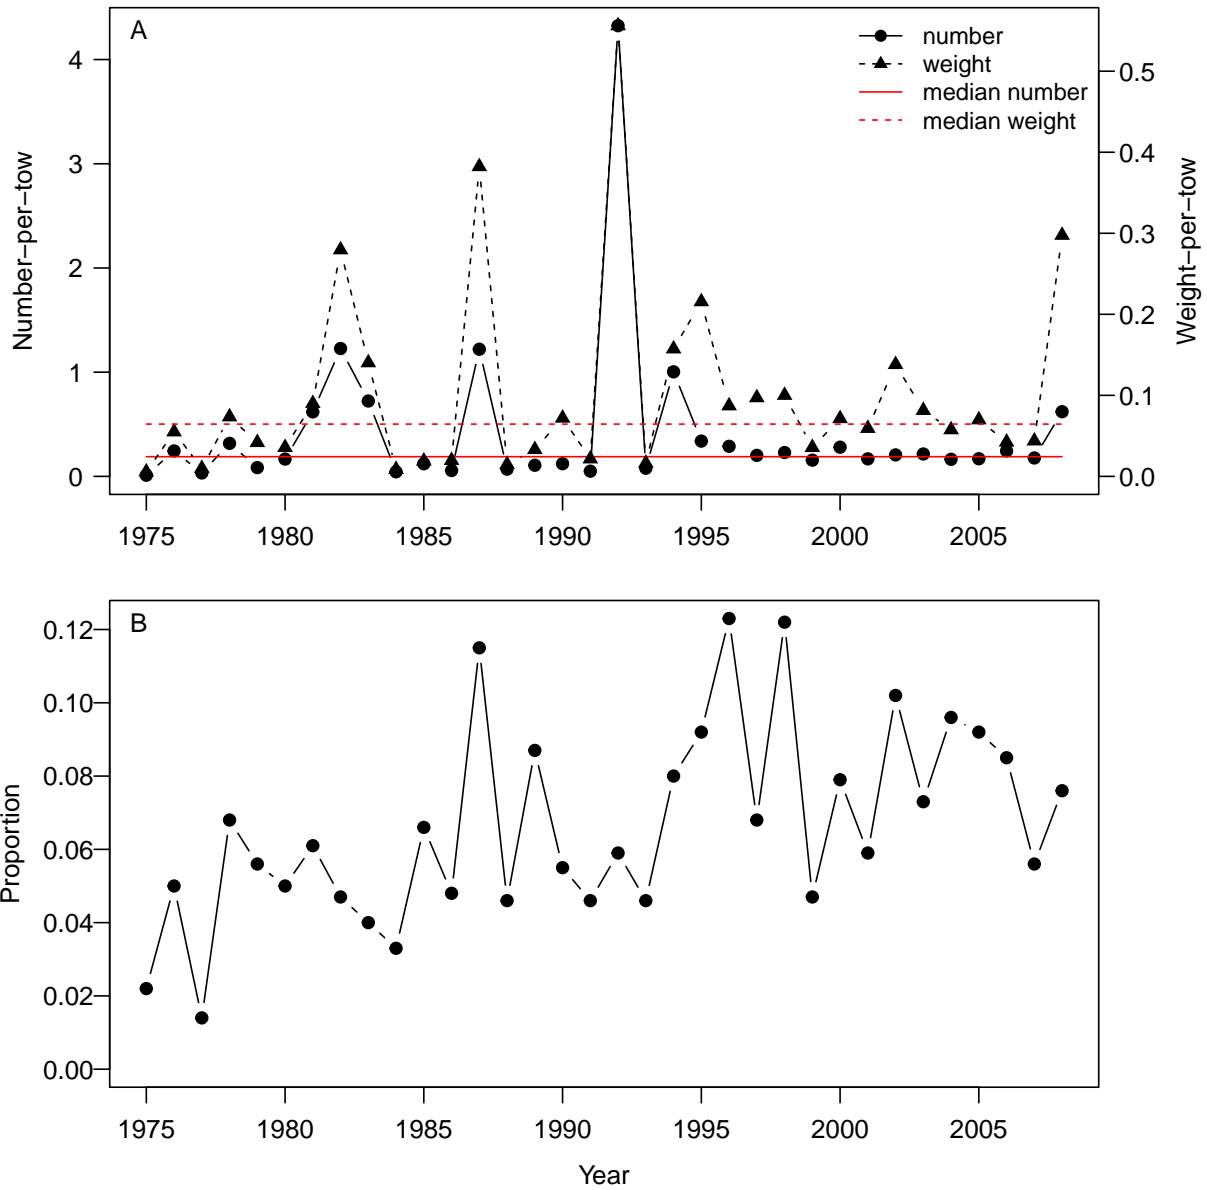 A
number
weight
median number
median weight
Number−per−tow
4
3
2
1
0
Weight−per−tow
0.5
0.4
0.3
0.2
0.1
0.0
1975 1980 1985 1990 1995 2000 2005
B
Proportion
0.12
0.10
0.08
0.06
0.04
0.02
0.00
1975 1980 1985 1990 1995 2000 2005
Year